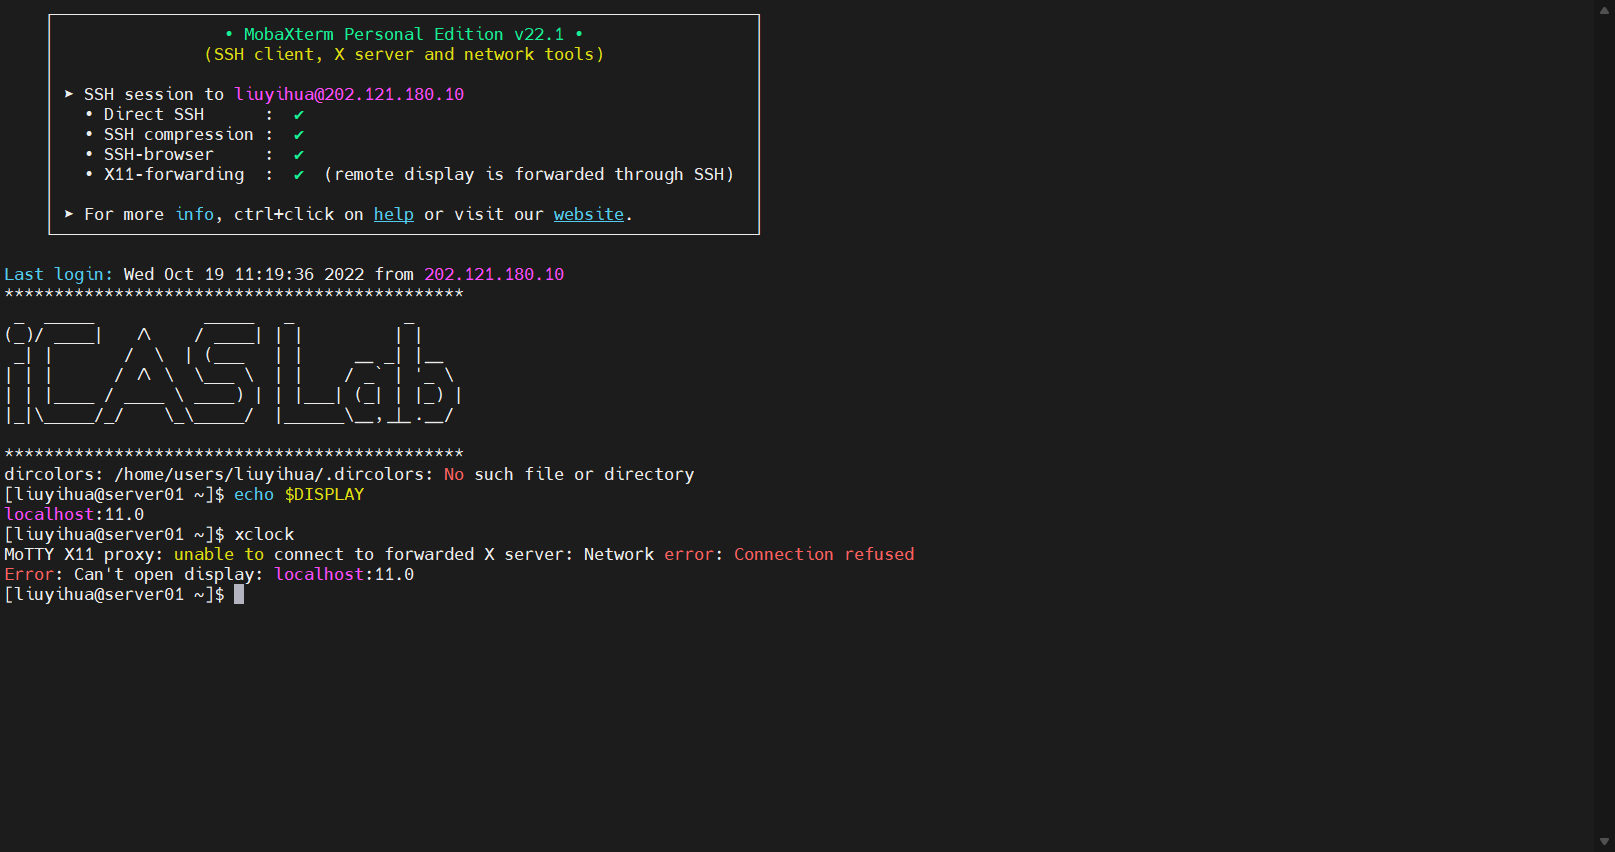 • MobaXterm Personal Edition v22.1 •
(SSH client, X server and network tools)
➤ SSH session to liuyihua@202.121.180.10
• Direct SSH      :  ✔
• SSH compression :  ✔
• SSH-browser     :  ✔
• X11-forwarding  :  ✔  (remote display is forwarded through SSH)
➤ For more info, ctrl+click on help or visit our website.
Last login: Wed Oct 19 11:19:36 2022 from 202.121.180.10
**********************************************
iCAS Lab
**********************************************
dircolors: /home/users/liuyihua/.dircolors: No such file or directory
[liuyihua@server01 ~]$ echo $DISPLAY
localhost:11.0
[liuyihua@server01 ~]$ xclock
MoTTY X11 proxy: unable to connect to forwarded X server: Network error: Connection refused
Error: Can't open display: localhost:11.0
[liuyihua@server01 ~]$